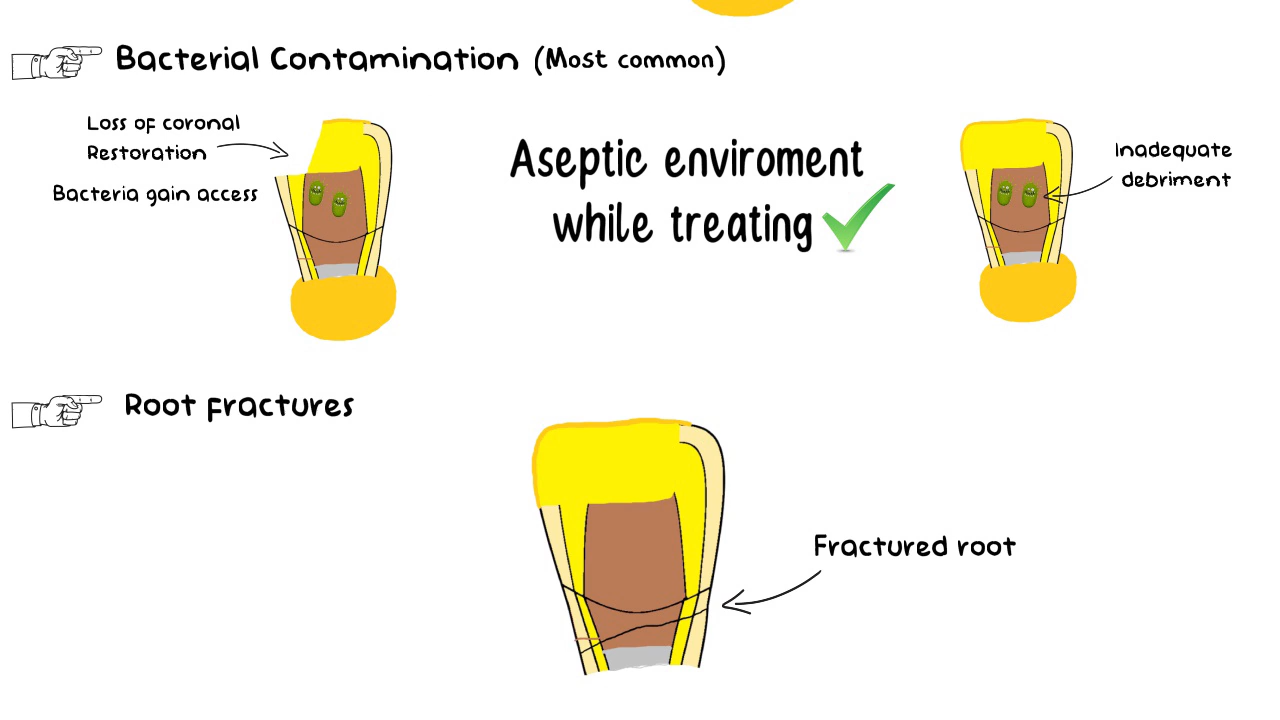 Bacterial Contamination (Most common)
Loss of coronal
Restoration
Bacteria gain access
Aseptic enviroment
while treating
Inadequate
debriment
Root fractures
Fractured root